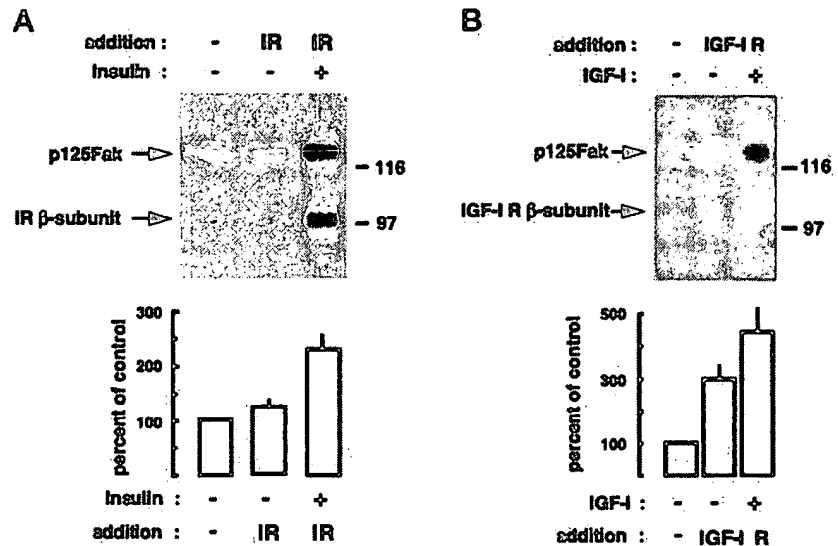 A
addition : - IR IR
Insulin : - - +
p125Fak
116
IR β-subunit
97
300
200
100
percent of control
Insulin : - - +
addition : - IR IR
B
addition : - IGF-I R
IGF-I : - - +
p125Fak
116
IGF-I R β-subunit
97
500
300
100
percent of control
IGF-I : - - +
addition : - IGF-I R